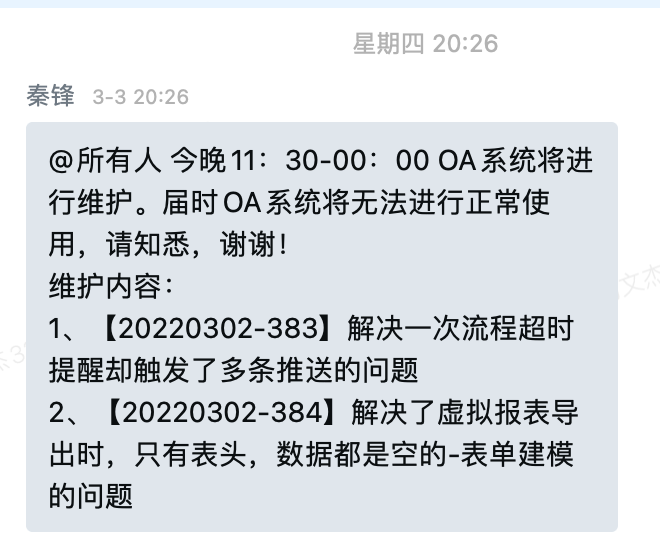 星期四 20:26
秦锋 3-3 20:26
@所有人 今晚11：30-00：00 OA系统将进
行维护。届时OA系统将无法进行正常使
用，请知悉，谢谢！
维护内容：
1、【20220302-383】解决一次流程超时
提醒却触发了多条推送的问题
2、【20220302-384】解决了虚拟报表导
出时，只有表头，数据都是空的-表单建模
的问题
文杰